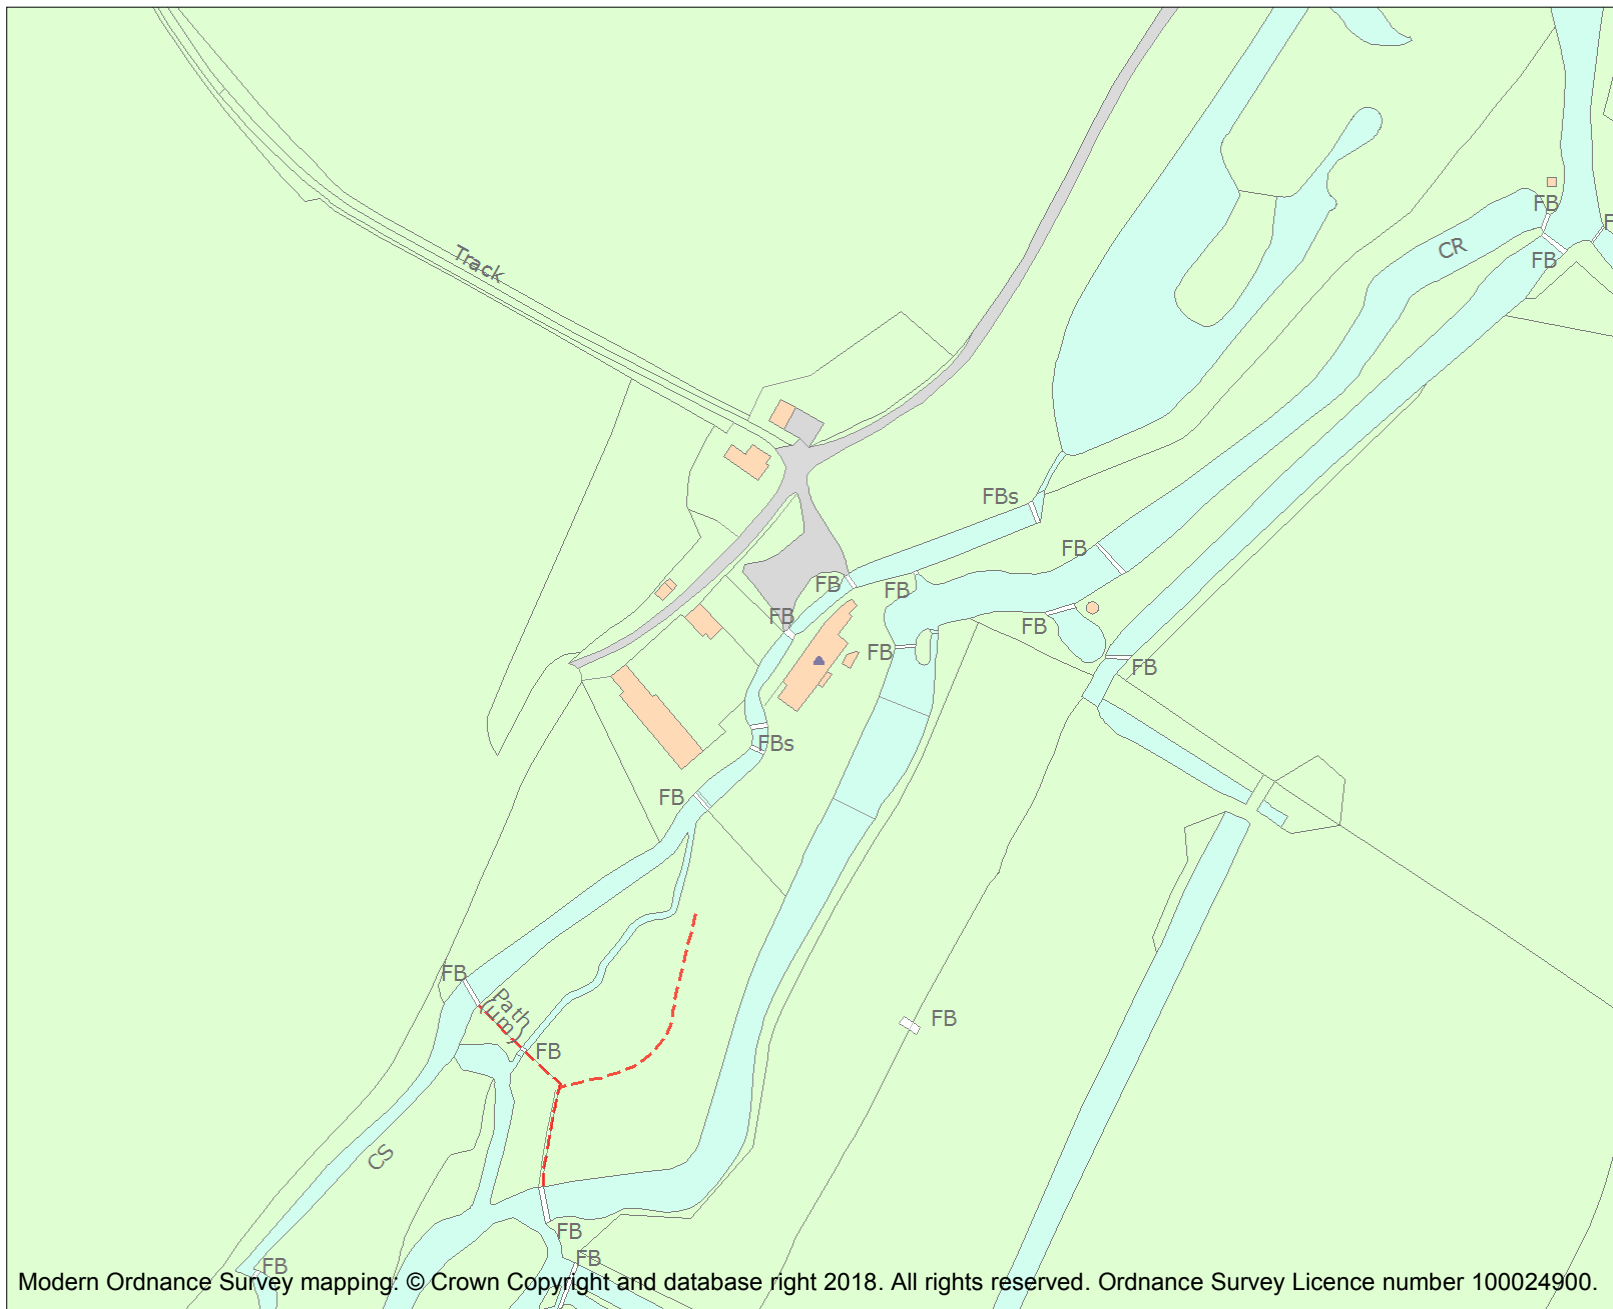 FB
F
CR
FB
Track
FBs
FB
FB
FB
FB
FB
FB
FB
FBs
FB
FB
Path
(um)
FB
FB
CS
FB
FB
FB
Modern Ordnance Survey mapping: © Crown Copyright and database right 2018. All rights reserved. Ordnance Survey Licence number 100024900.